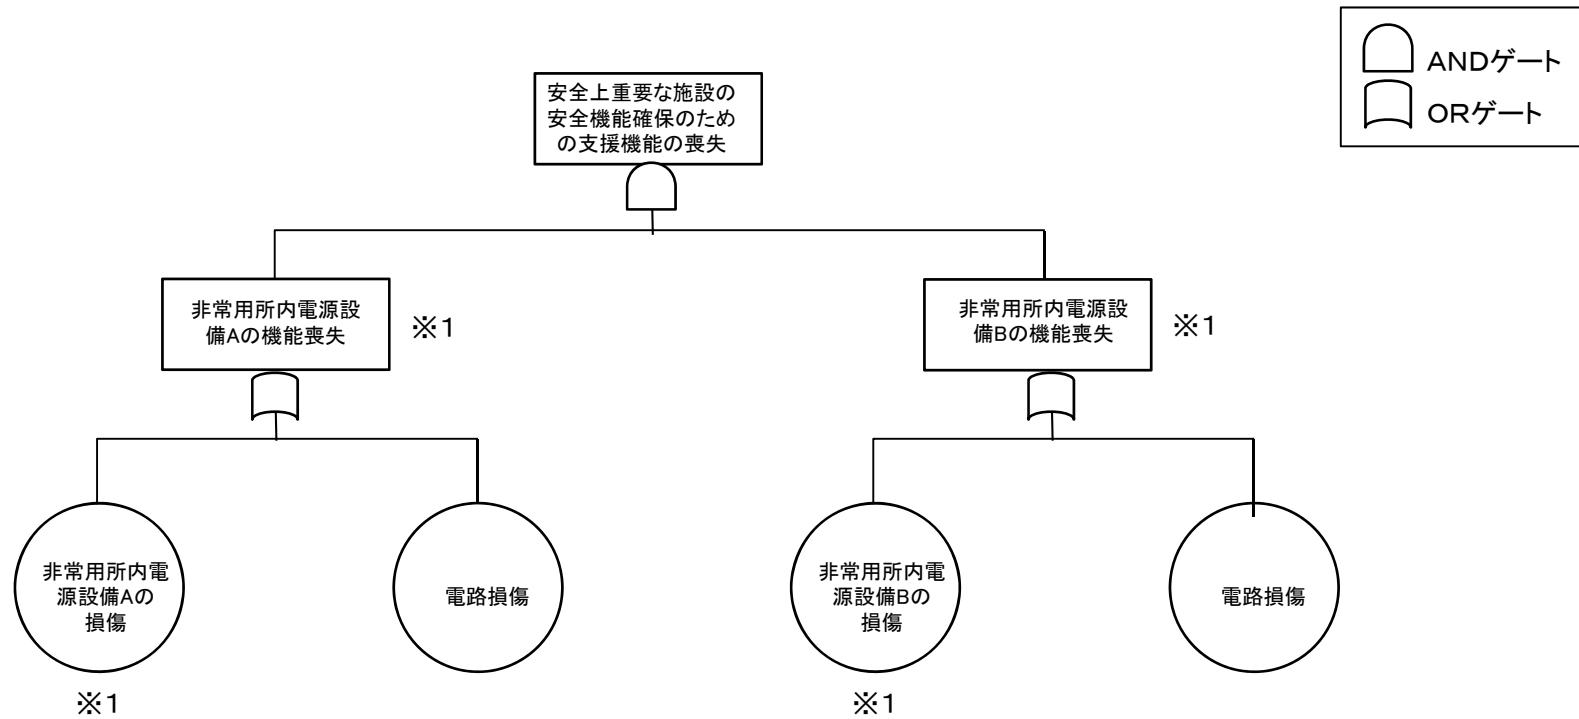 ANDゲート
ORゲート
安全上重要な施設の
安全機能確保のため
の支援機能の喪失
非常用所内電源設
備Aの機能喪失
※1
非常用所内電源設
備Bの機能喪失
※1
非常用所内電
源設備Aの
損傷
※1
電路損傷
非常用所内電
源設備Bの
損傷
※1
電路損傷